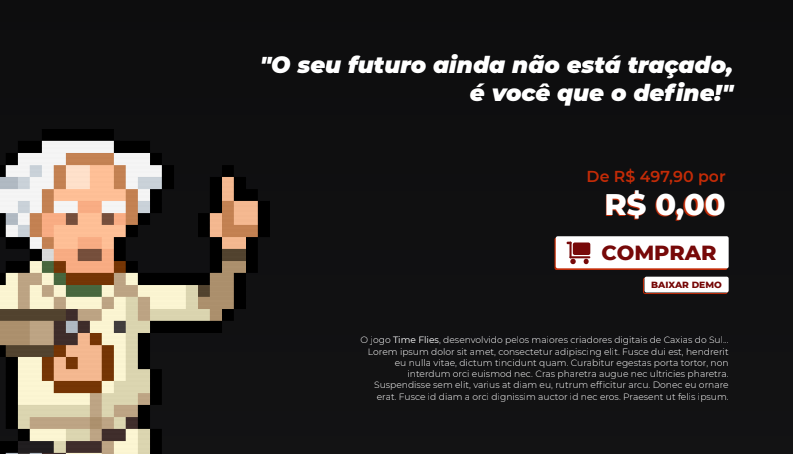 "O seu futuro ainda não está traçado,
é você que o define!"
De R$ 497,90 por
R$ 0,00
COMPRAR
BAIXAR DEMO
O jogo Time Flies, desenvolvido pelos maiores criadores digitais de Caxias do Sul...
Lorem ipsum dolor sit amet, consectetur adipiscing elit. Fusce dui est, hendrerit
eu nulla vitae, dictum tincidunt quam. Curabitur egestas porta tortor, non
interdum orci euismod nec. Cras pharetra augue nec ultricies pharetra.
Suspendisse sem elit, varius at diam eu, rutrum efficitur arcu. Donec eu ornare
erat. Fusce id diam a orci dignissim auctor id nec eros. Praesent ut felis ipsum.